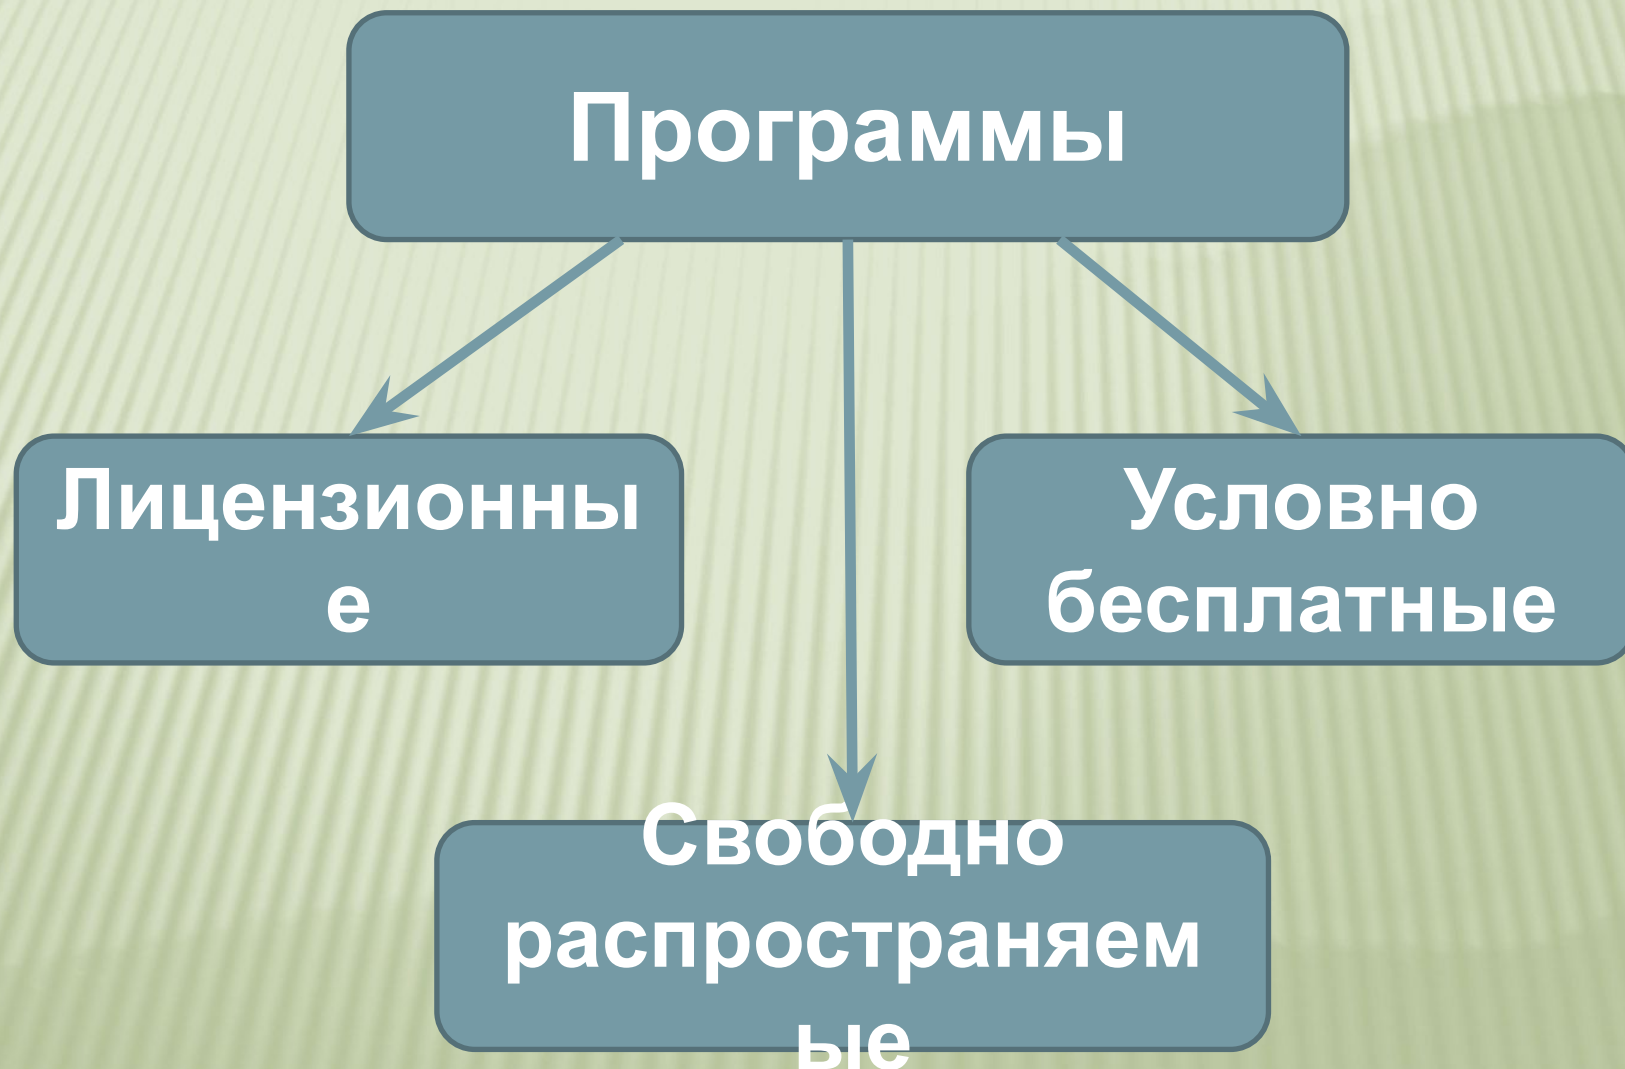 Программы
Лицензионны
е
Условно
бесплатные
Свободно
распространяем
ые